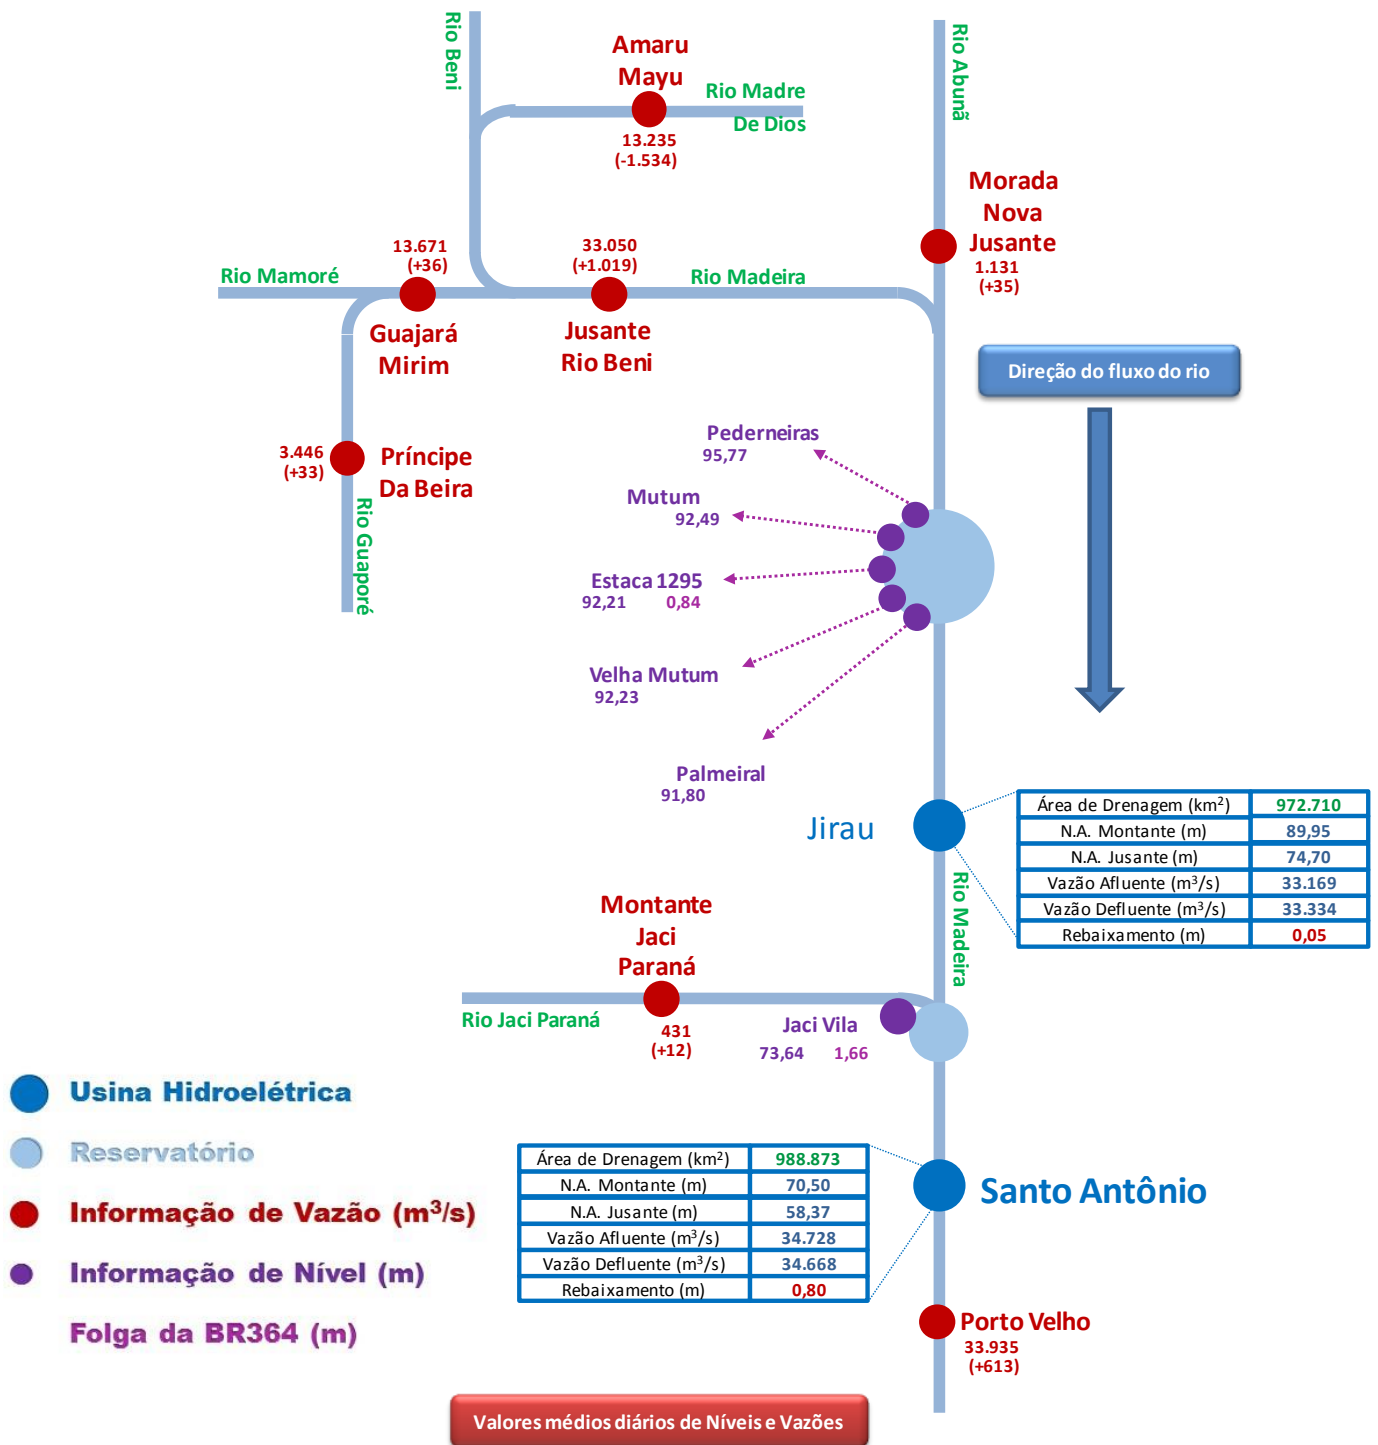 Rio Beni
Amaru
Mayu
Rio Madre
De Dios
13.235
(-1.534)
Rio Abunã
Morada
Nova
Jusante
1.131
(+35)
13.671
(+36)
33.050
(+1.019)
Rio Mamoré
Rio Madeira
Guajará
Mirim
Jusante
Rio Beni
Direção do fluxo do rio
3.446
(+33)
Príncipe
Da Beira
Rio Guaporé
Pederneiras
95,77
Mutum
92,49
Estaca 1295
92,21 0,84
Velha Mutum
92,23
Palmeiral
91,80
Jirau
Área de Drenagem (km²) 972.710
N.A. Montante (m) 89,95
N.A. Jusante (m) 74,70
Vazão Afluente (m³/s) 33.169
Vazão Defluente (m³/s) 33.334
Rebaixamento (m) 0,05
Rio Madeira
Montante
Jaci
Paraná
Rio Jaci Paraná
431
(+12)
Jaci Vila
73,64 1,66
Usina Hidroelétrica
Reservatório
Informação de Vazão (m³/s)
Informação de Nível (m)
Folga da BR364 (m)
Área de Drenagem (km²) 988.873
N.A. Montante (m) 70,50
N.A. Jusante (m) 58,37
Vazão Afluente (m³/s) 34.728
Vazão Defluente (m³/s) 34.668
Rebaixamento (m) 0,80
Santo Antônio
Porto Velho
33.935
(+613)
Valores médios diários de Níveis e Vazões